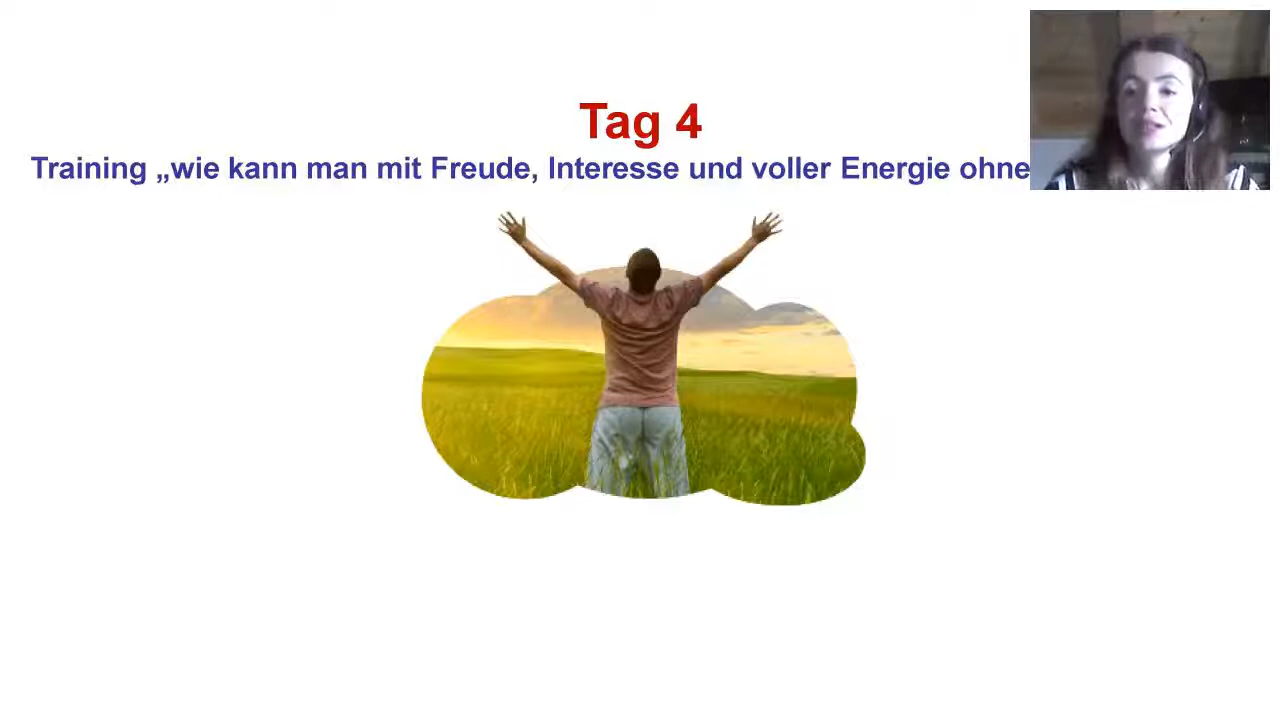 Tag 4
Training „wie kann man mit Freude, Interesse und voller Energie ohne